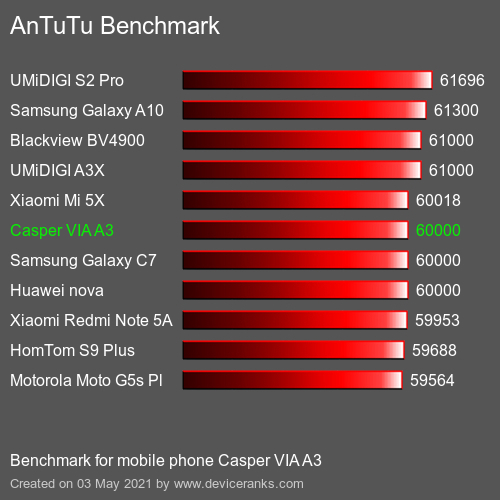 AnTuTu Benchmark
UMiDIGI S2 Pro 61696
Samsung Galaxy A10 61300
Blackview BV4900 61000
UMiDIGI A3X 61000
Xiaomi Mi 5X 60018
Casper VIA A3 60000
Samsung Galaxy C7 60000
Huawei nova 60000
Xiaomi Redmi Note 5A 59953
HomTom S9 Plus 59688
Motorola Moto G5s Pl 59564
Benchmark for mobile phone Casper VIA A3
Created on 03 May 2021 by www.deviceranks.com